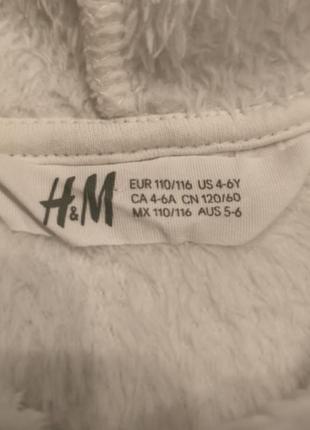 H&M
EUR 110/116 US 4-6Y
CA 4-6A CN 120/60
MX 110/116 AUS 5-6